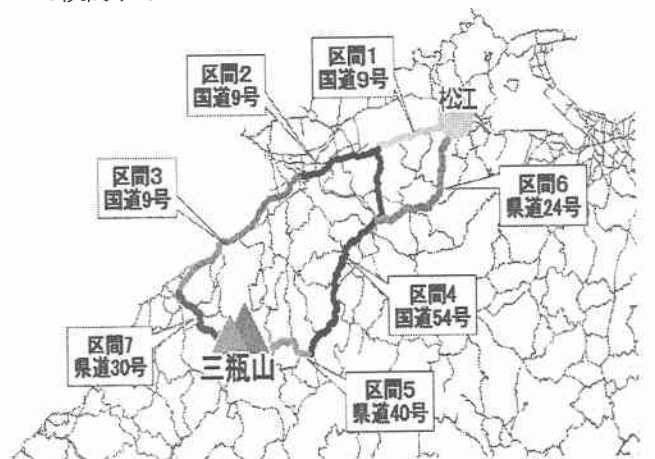 区間1
国道9号
区間2
国道9号
松江
区間3
国道9号
区間6
県道24号
区間4
国道54号
区間7
県道30号
三瓶山
区間5
県道40号